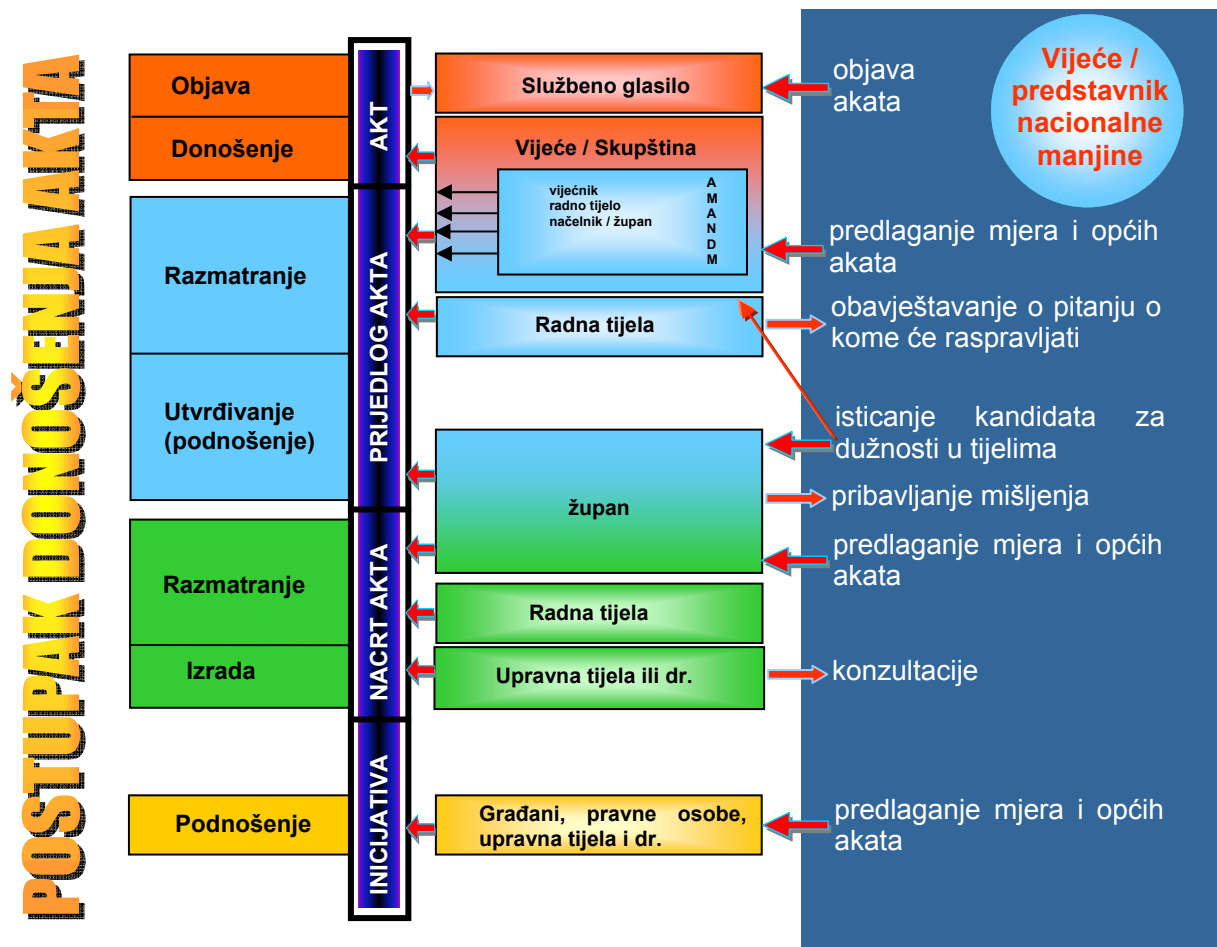 POSTUPAK DONOŠENJA AKTA
Objava
Donošenje
Razmatranje
Utvrđivanje
(podnošenje)
Razmatranje
Izrada
Podnošenje
AKT
PRIJEDLOG AKTA
NACRT AKTA
INICIJATIVA
Službeno glasilo
Vijeće / Skupština
vijećnik
radno tijelo
načelnik / župan
A
M
A
N
D
M
Radna tijela
župan
Radna tijela
Upravna tijela ili dr.
Građani, pravne osobe,
upravna tijela i dr.
Vijeće /
predstavnik
nacionalne
manjine
objava
akata
predlaganje mjera i općih
akata
obavještavanje o pitanju o
kome će raspravljati
isticanje kandidata za
dužnosti u tijelima
pribavljanje mišljenja
predlaganje mjera i općih
akata
konzultacije
predlaganje mjera i općih
akata